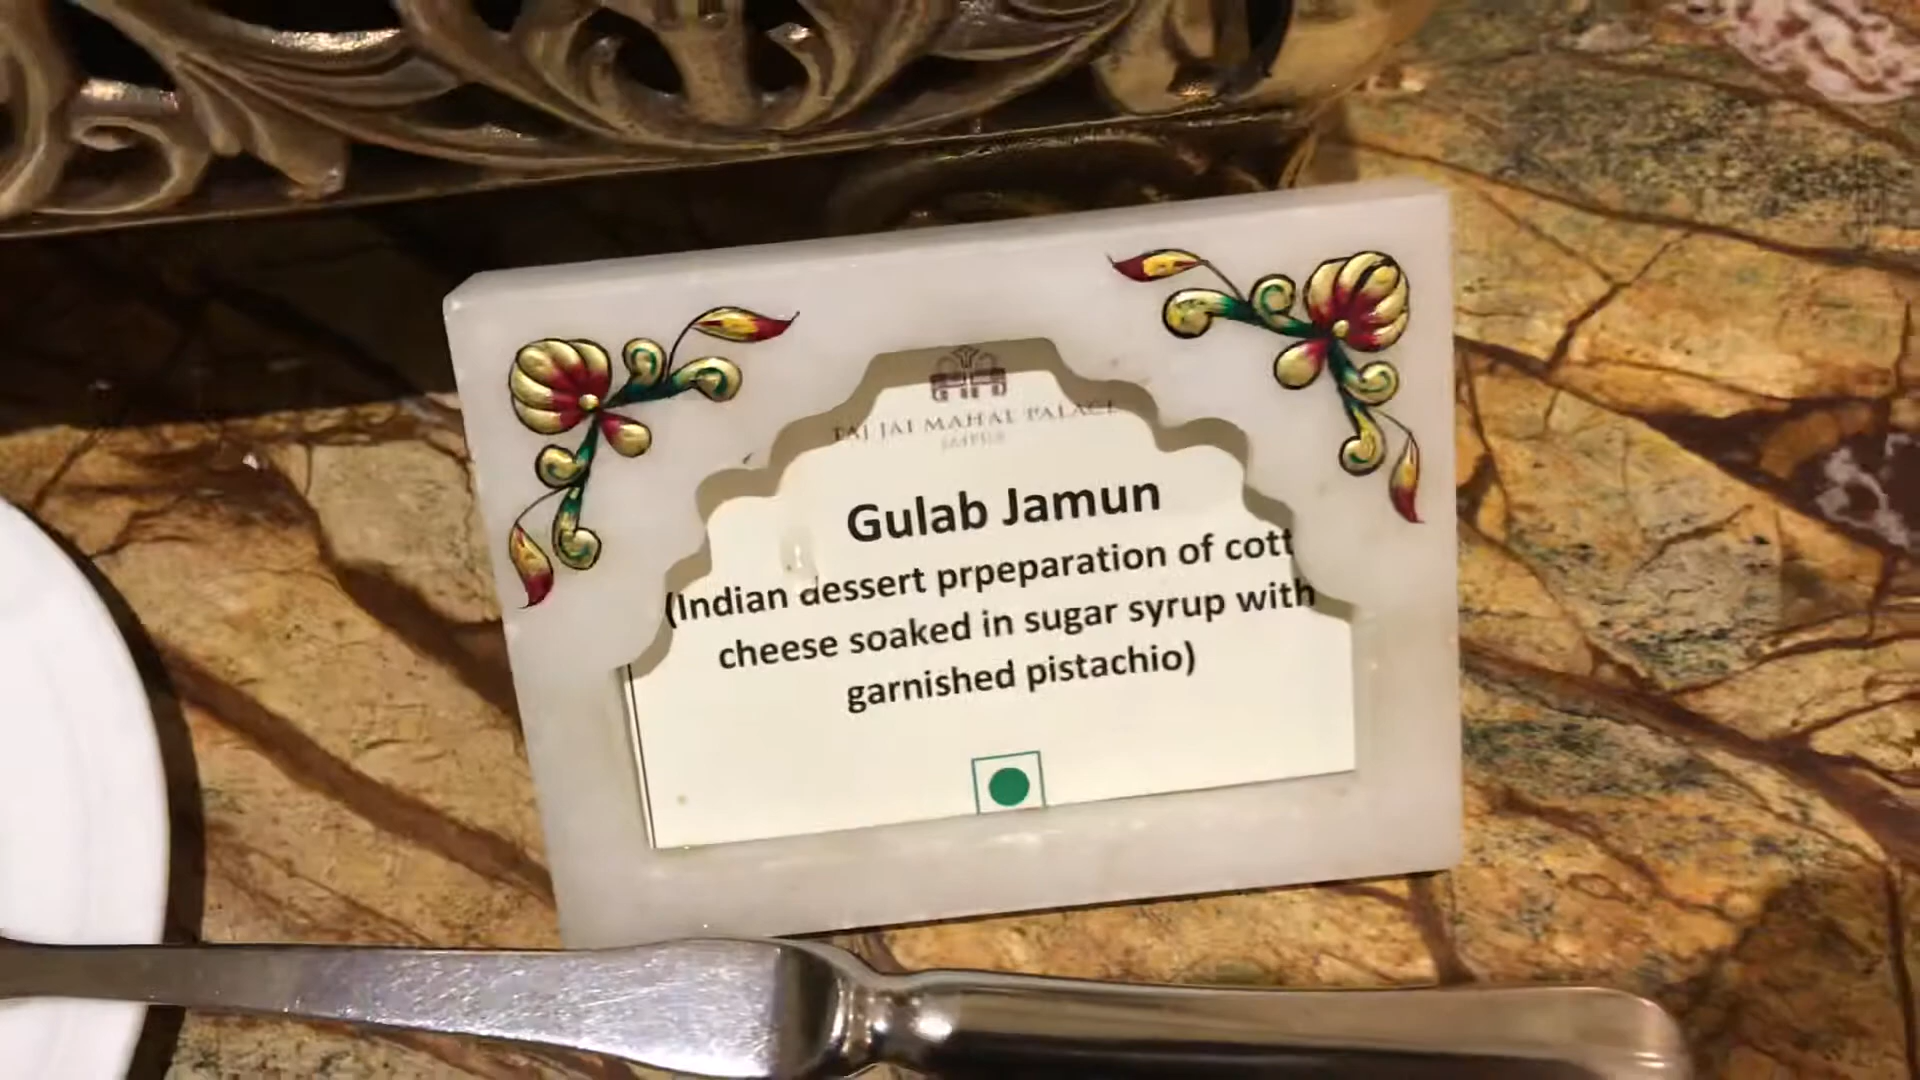 TAJ JAI MAHAL PALACE
JAIPUR
Gulab Jamun
(Indian dessert prpeparation of cott
cheese soaked in sugar syrup with
garnished pistachio)